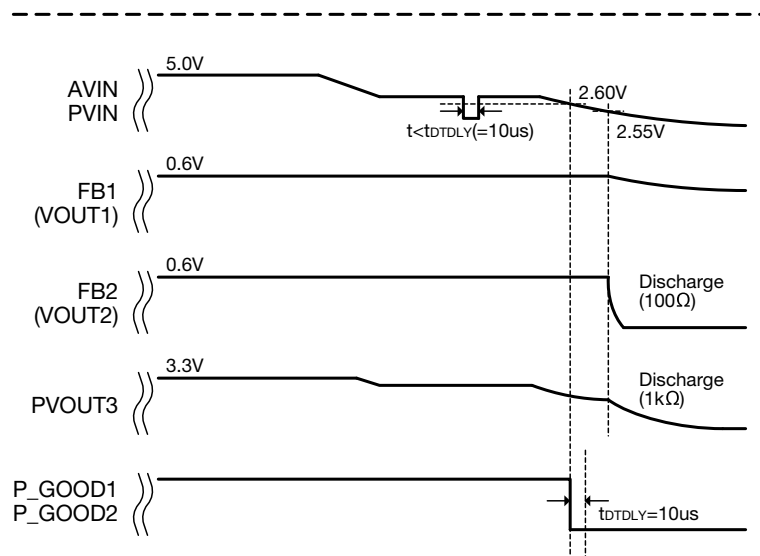 5.0V
AVIN
PVIN
2.60V
t<tDTDLY(=10us)
2.55V
0.6V
FB1
(VOUT1)
0.6V
FB2
(VOUT2)
Discharge
(100Ω)
3.3V
PVOUT3
Discharge
(1kΩ)
P_GOOD1
P_GOOD2
tDTDLY=10us